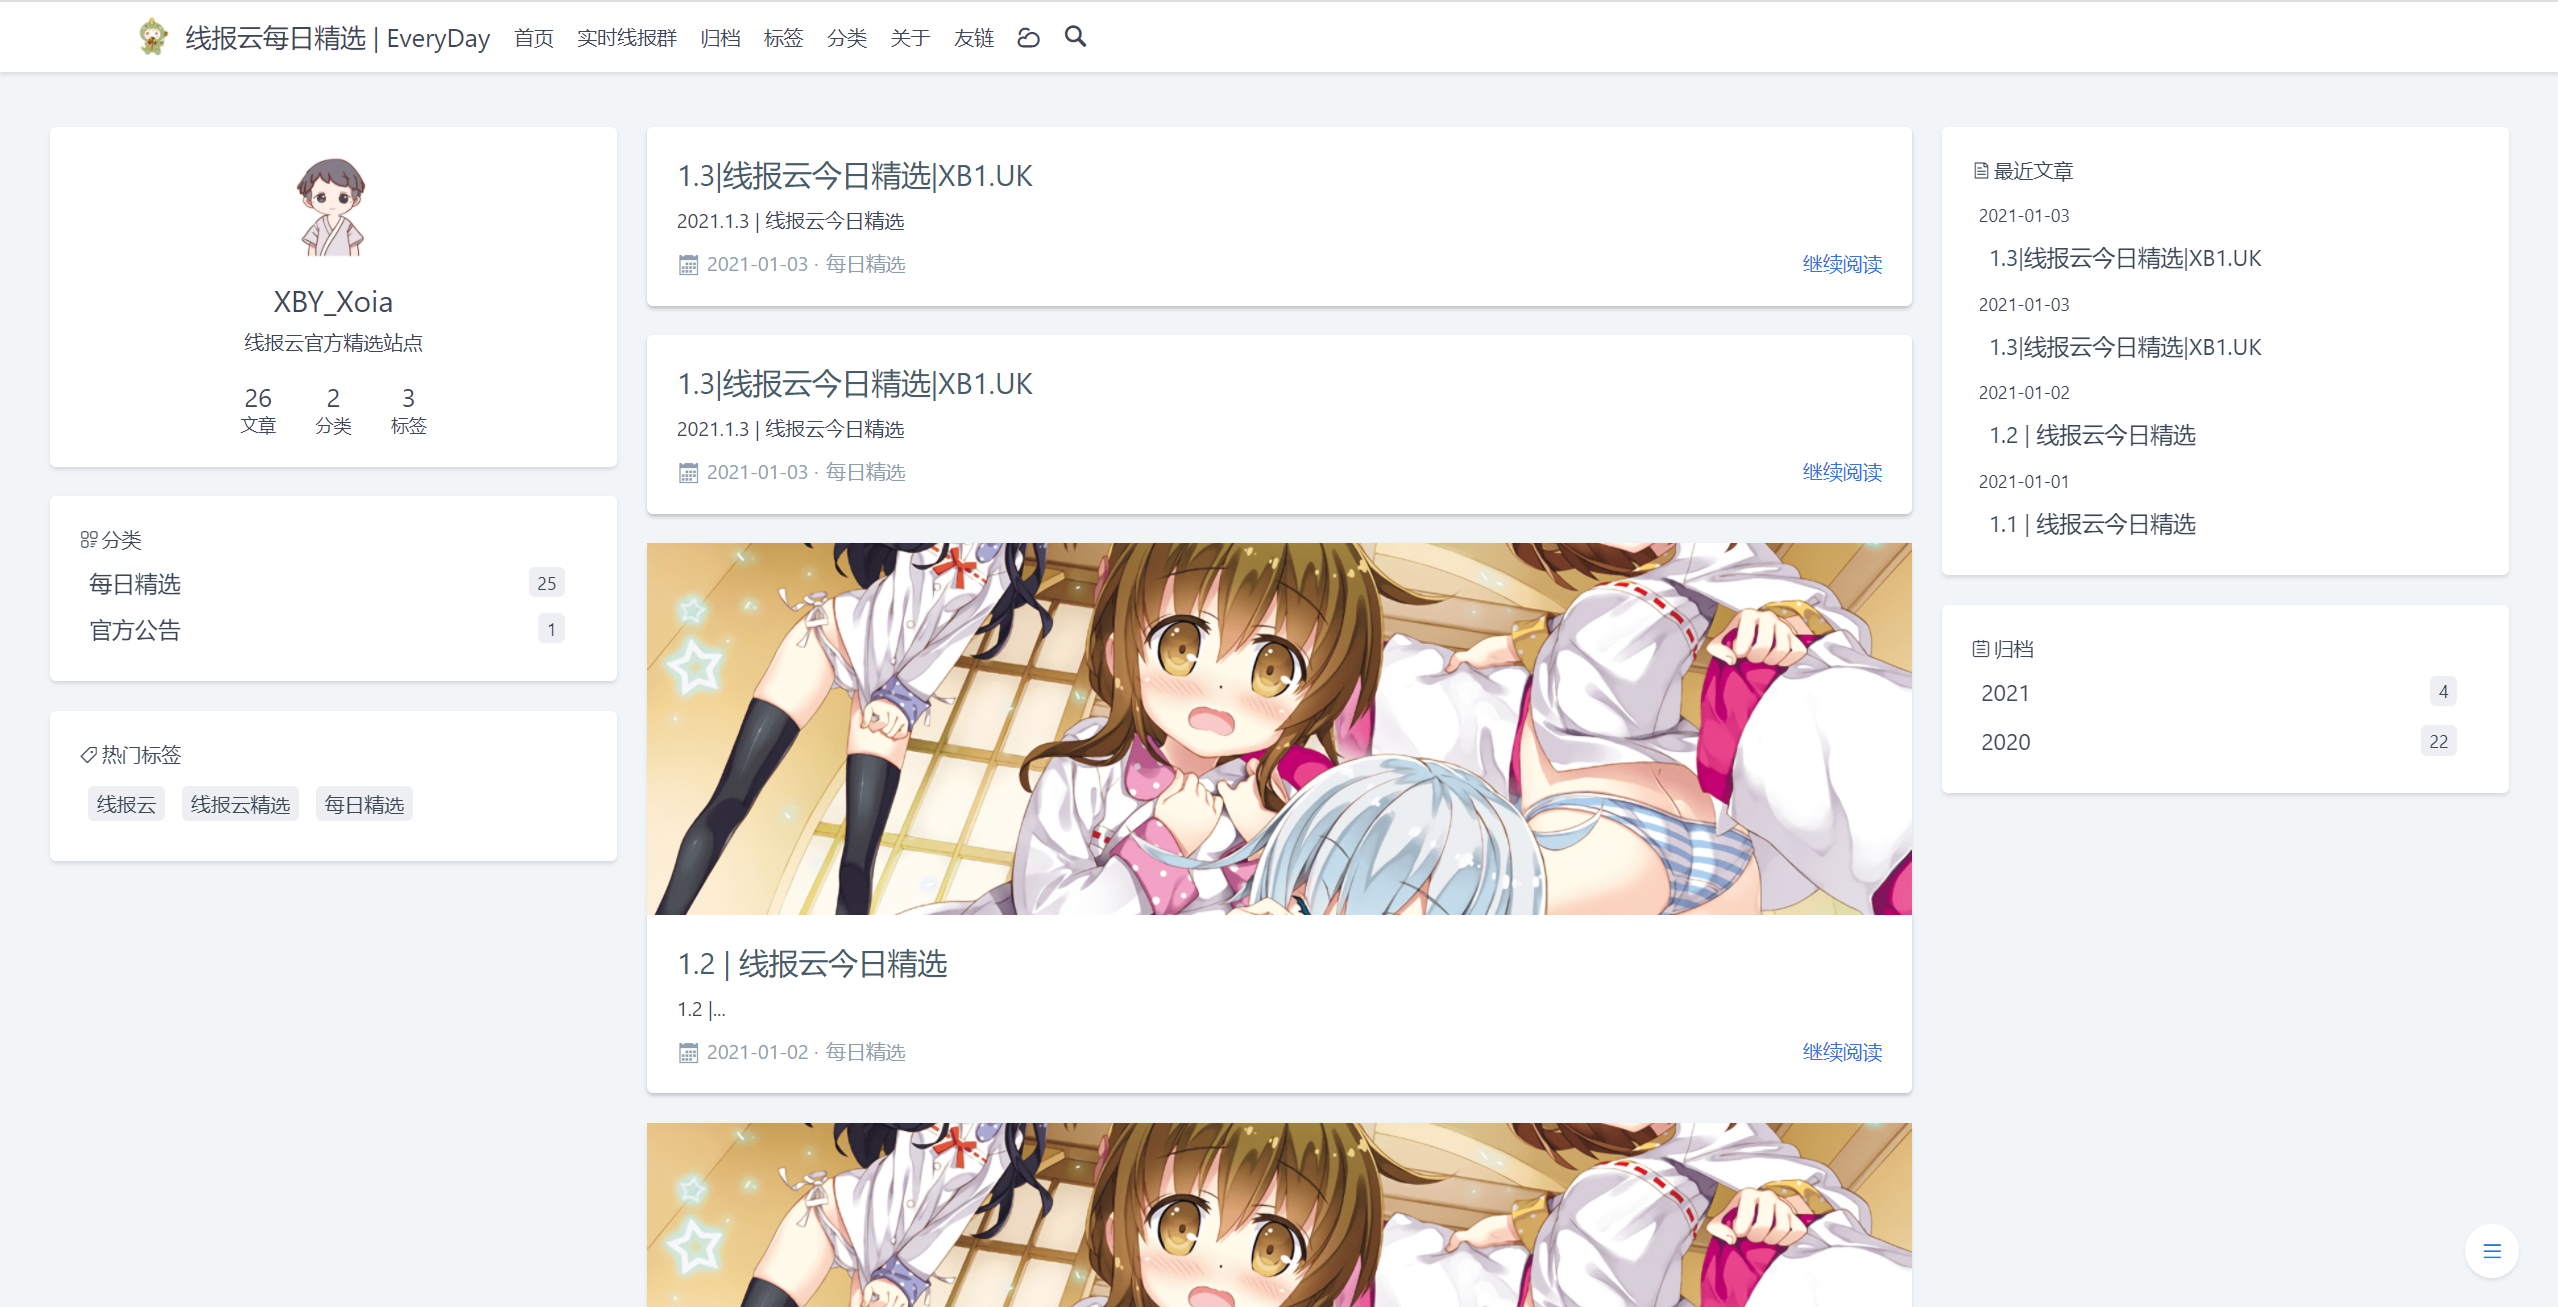 线报云每日精选 | EveryDay 首页 实时线报群 归档 标签 分类 关于 友链
XBY_Xoia
线报云官方精选站点
26 2 3
文章 分类 标签
分类
每日精选 25
官方公告 1
热门标签
线报云 线报云精选 每日精选
1.3|线报云今日精选|XB1.UK
2021.1.3 | 线报云今日精选
2021-01-03 · 每日精选 继续阅读
1.3|线报云今日精选|XB1.UK
2021.1.3 | 线报云今日精选
2021-01-03 · 每日精选 继续阅读
1.2 | 线报云今日精选
1.2 |...
2021-01-02 · 每日精选 继续阅读
最近文章
2021-01-03
1.3|线报云今日精选|XB1.UK
2021-01-03
1.3|线报云今日精选|XB1.UK
2021-01-02
1.2 | 线报云今日精选
2021-01-01
1.1 | 线报云今日精选
归档
2021 4
2020 22